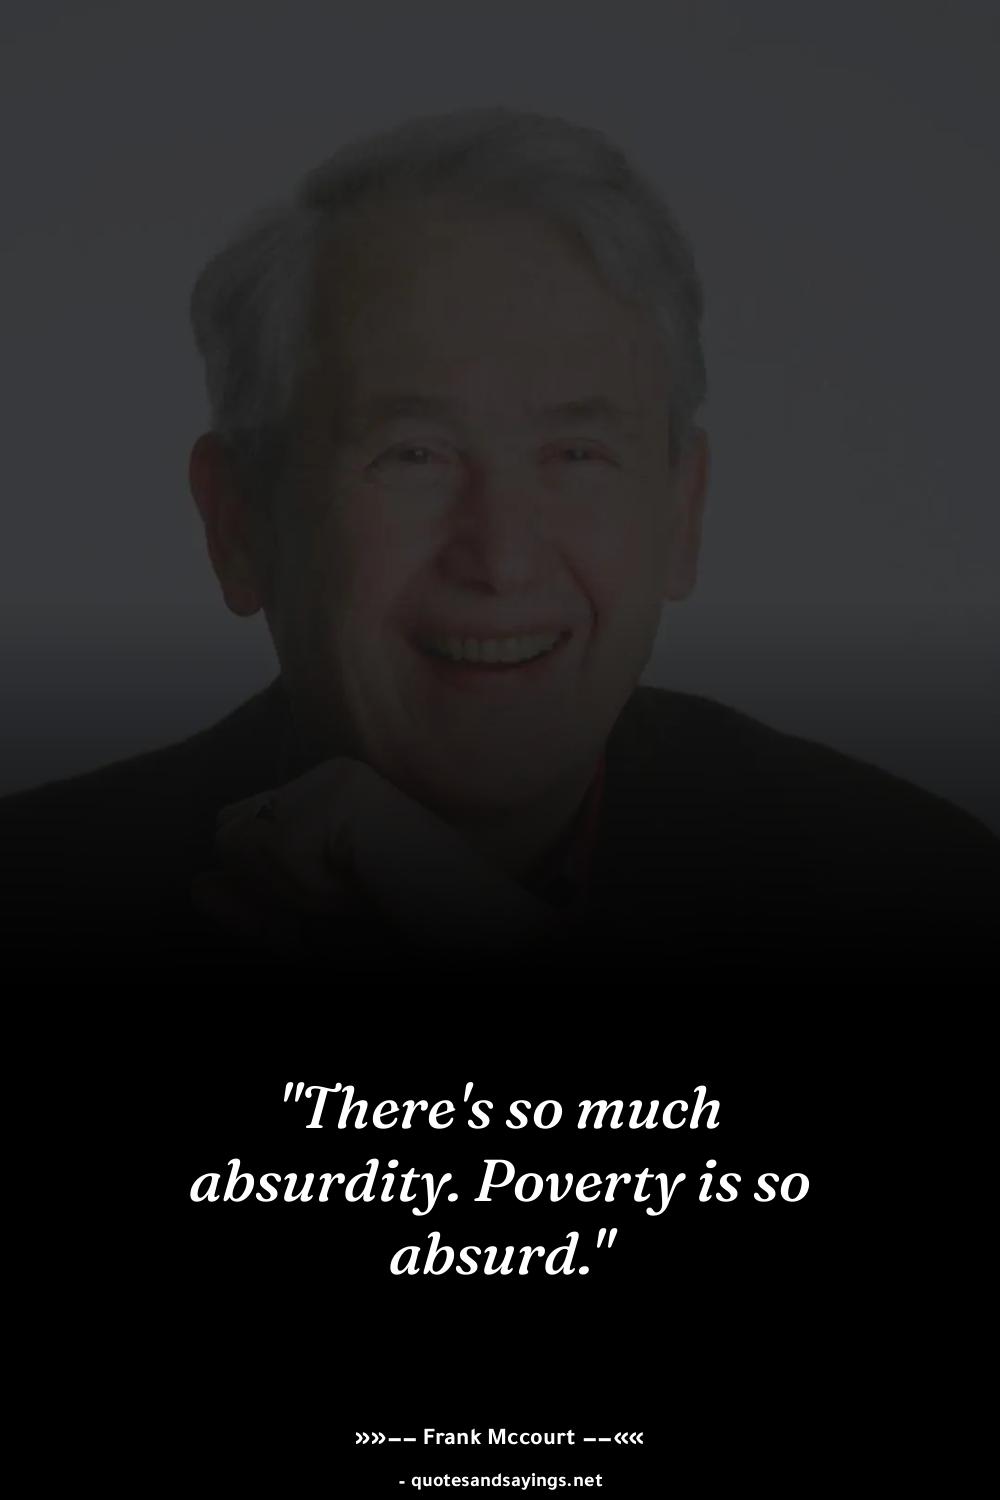 "There's so much
absurdity. Poverty is so
absurd."
»»–– Frank Mccourt ––««
- quotesandsayings.net